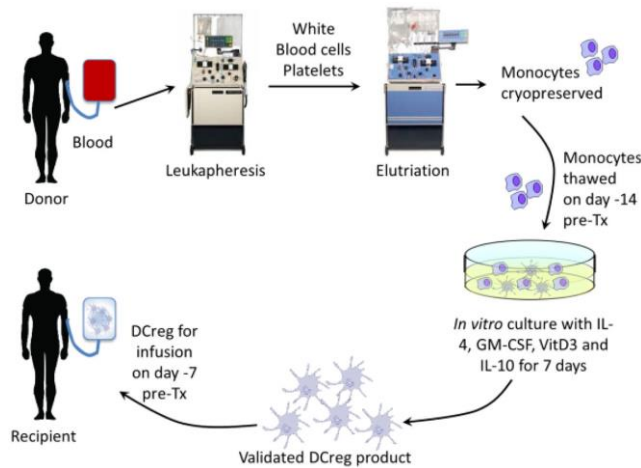 White
Blood cells
Platelets
Monocytes
cryopreserved
Blood
Leukapheresis
Elutriation
Donor
Monocytes
thawed
on day -14
pre-Tx
In vitro culture with IL-
4, GM-CSF, VitD3 and
IL-10 for 7 days
DCreg for
infusion
on day -7
pre-Tx
Recipient
Validated DCreg product